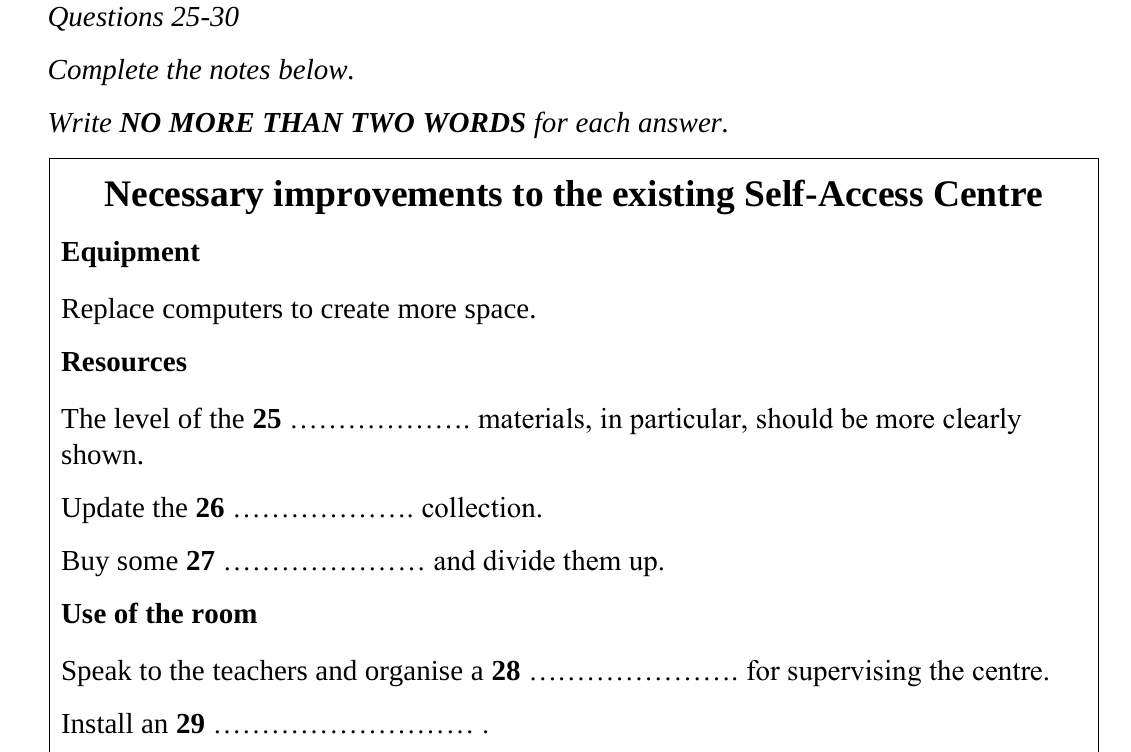 Questions 25-30
Complete the notes below.
Write NO MORE THAN TWO WORDS for each answer.
Necessary improvements to the existing Self-Access Centre
Equipment
Replace computers to create more space.
Resources
The level of the 25 ………………. materials, in particular, should be more clearly
shown.
Update the 26 ………………. collection.
Buy some 27 ………………… and divide them up.
Use of the room
Speak to the teachers and organise a 28 …………………. for supervising the centre.
Install an 29 ……………………… .